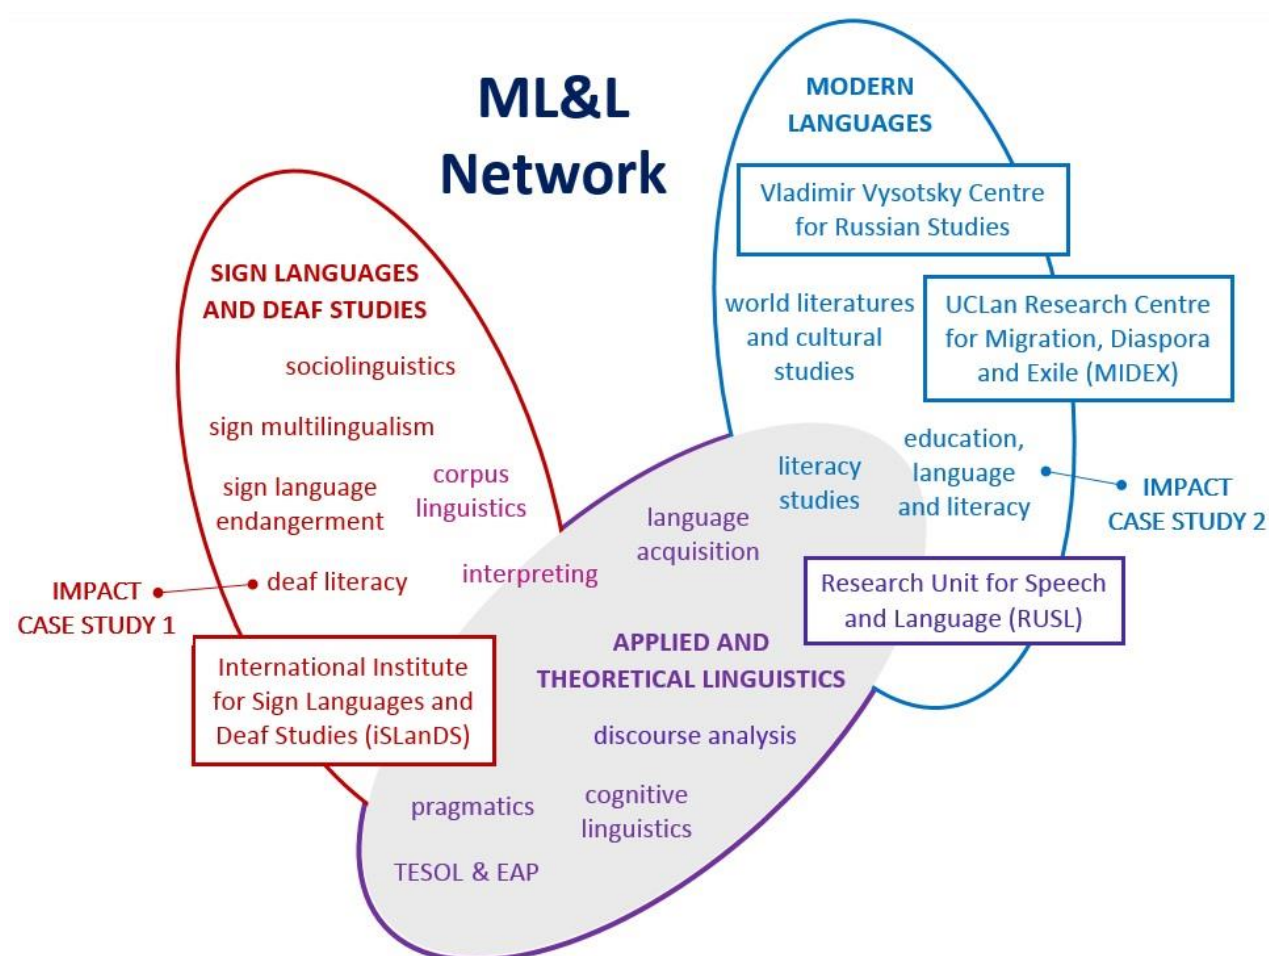 ML&L
Network
MODERN
LANGUAGES
Vladimir Vysotsky Centre
for Russian Studies
UCLan Research Centre
for Migration, Diaspora
and Exile (MIDEX)
world literatures
and cultural
studies
education,
language
and literacy
IMPACT
CASE STUDY 2
literacy
studies
SIGN LANGUAGES
AND DEAF STUDIES
sociolinguistics
sign multilingualism
sign language
endangerment
corpus
linguistics
deaf literacy
interpreting
IMPACT
CASE STUDY 1
International Institute
for Sign Languages and
Deaf Studies (iSLanDS)
language
acquisition
Research Unit for Speech
and Language (RUSL)
APPLIED AND
THEORETICAL LINGUISTICS
discourse analysis
pragmatics
cognitive
linguistics
TESOL & EAP